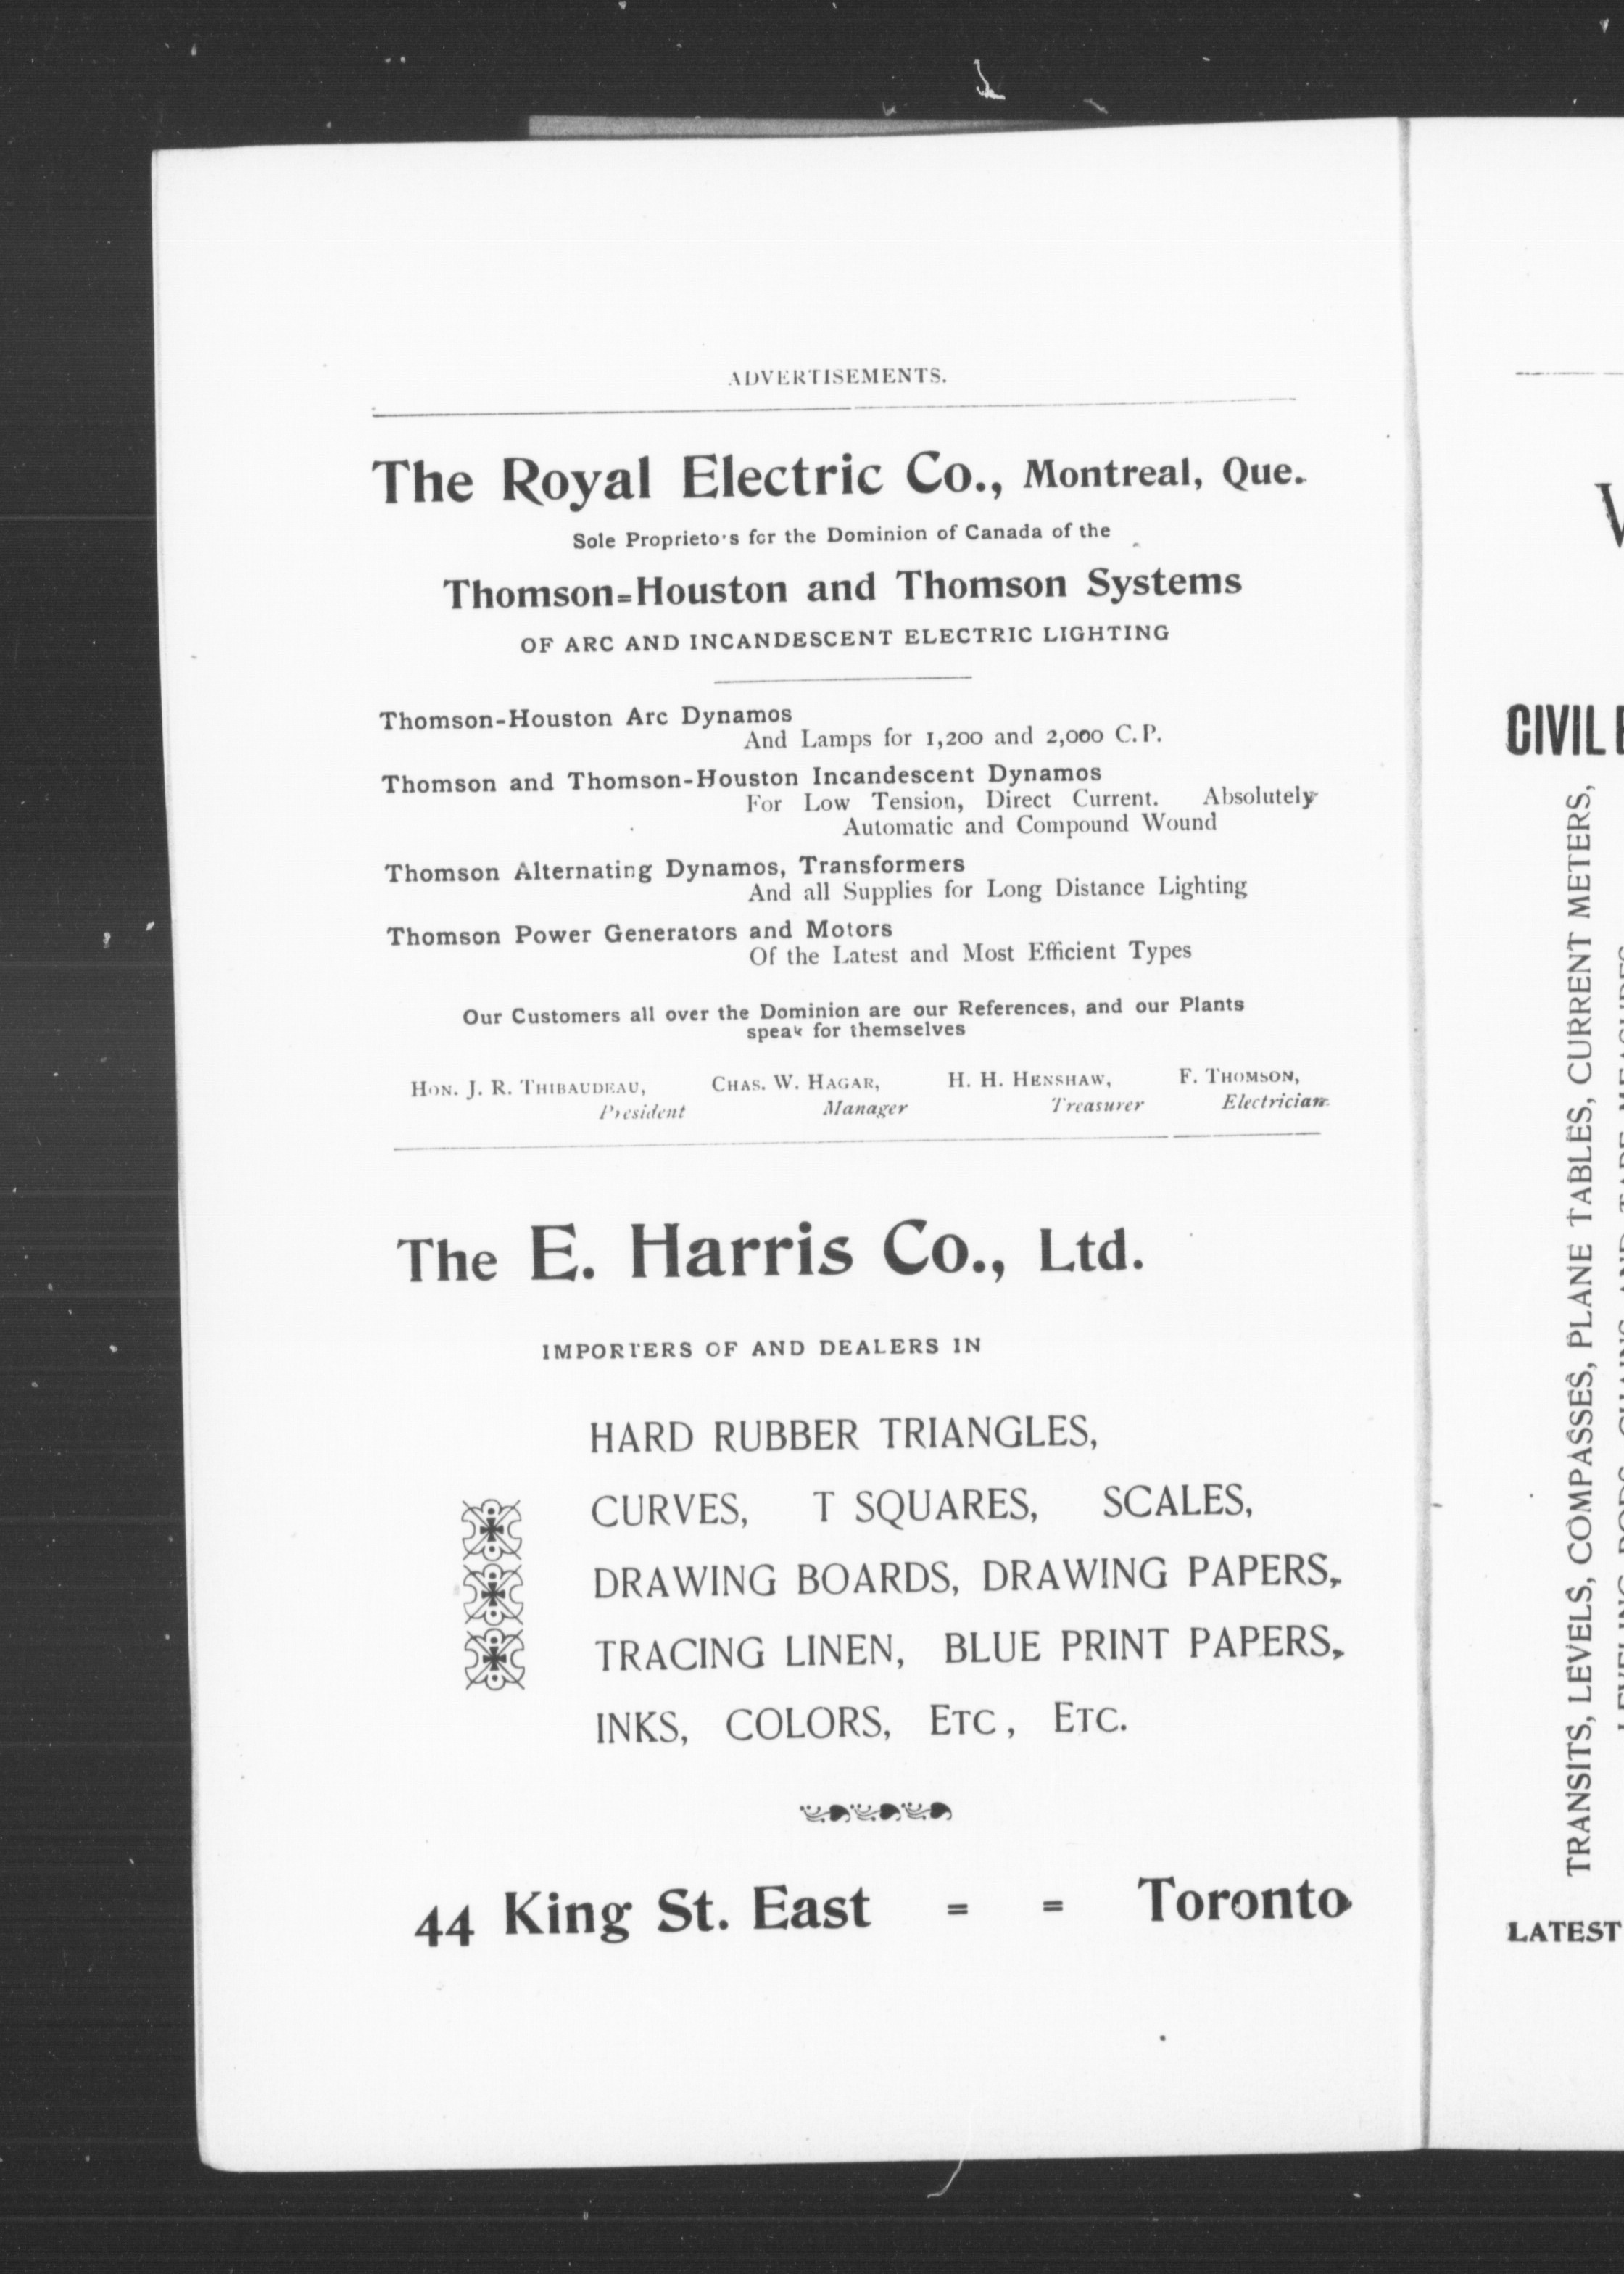 ADVERTISEMENTS.
The Royal Electric Co., Montreal, Que.
Sole Proprietors for the Dominion of Canada of the
Thomson=Houston and Thomson Systems
OF ARC AND INCANDESCENT ELECTRIC LIGHTING
Thomson-Houston Arc Dynamos
And Lamps for 1,200 and 2,000 C.P.
Thomson and Thomson-Houston Incandescent Dynamos
For Low Tension, Direct Current. Absolutely
Automatic and Compound Wound
Thomson Alternating Dynamos, Transformers
And all Supplies for Long Distance Lighting
Thomson Power Generators and Motors
Of the Latest and Most Efficient Types
Our Customers all over the Dominion are our References, and our Plants
speak for themselves
HON. J. R. THIBAUDEAU, CHAS. W. HAGAR, H. H. HENSHAW, F. THOMSON,
President Manager Treasurer Electrician.
The E. Harris Co., Ltd.
IMPORTERS OF AND DEALERS IN
HARD RUBBER TRIANGLES,
CURVES, T SQUARES, SCALES,
DRAWING BOARDS, DRAWING PAPERS,
TRACING LINEN, BLUE PRINT PAPERS,
INKS, COLORS, ETC, ETC.
44 King St. East = = Toronto
CIVIL
TRANSITS, LEVELS, COMPASSES, PLANE TABLES, CURRENT METERS,
LATEST